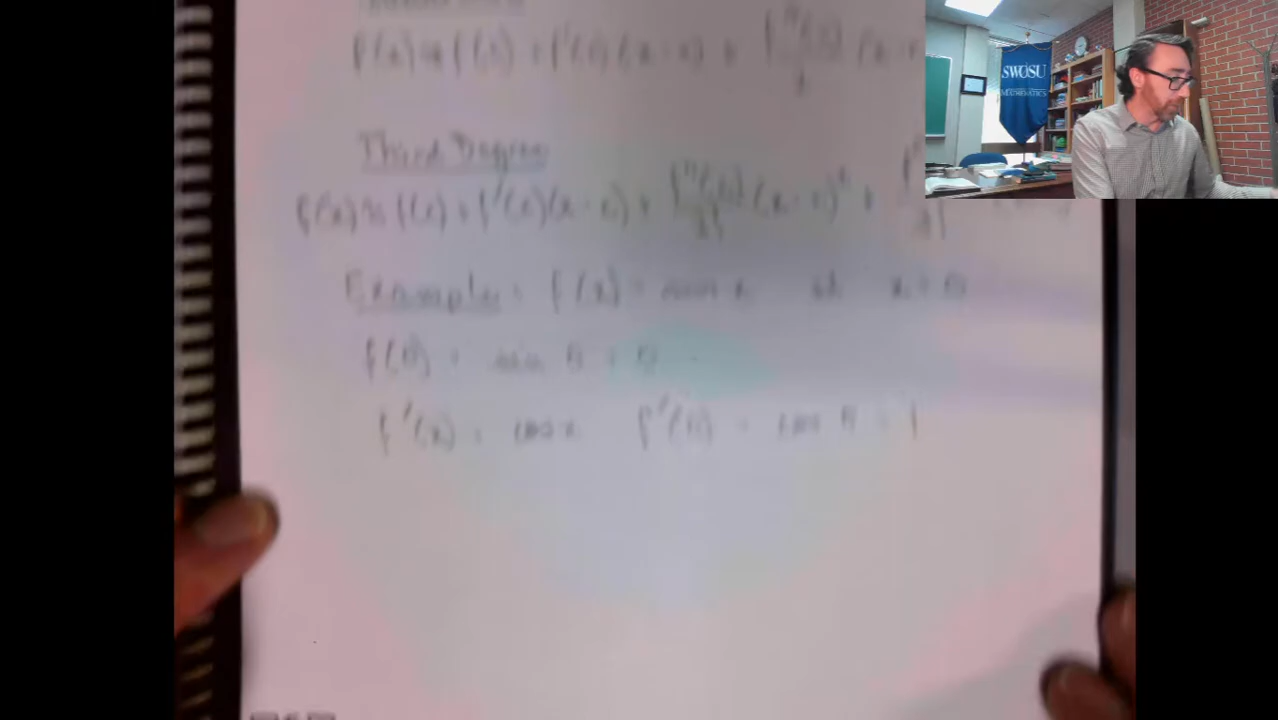 f(x) ≈ f(c) + f'(c)(x-c) + f''(c)/2 (x-c
SWOSU
MATHEMATICS
Third Degree
f(x) ≈ f(c) + f'(c)(x-c) + f''(c)/2! (x-c)² +
Example: f(x) = sin x at x = 0
f(0) = sin 0 = 0
f'(x) = cos x f'(0) = cos 0 = 1